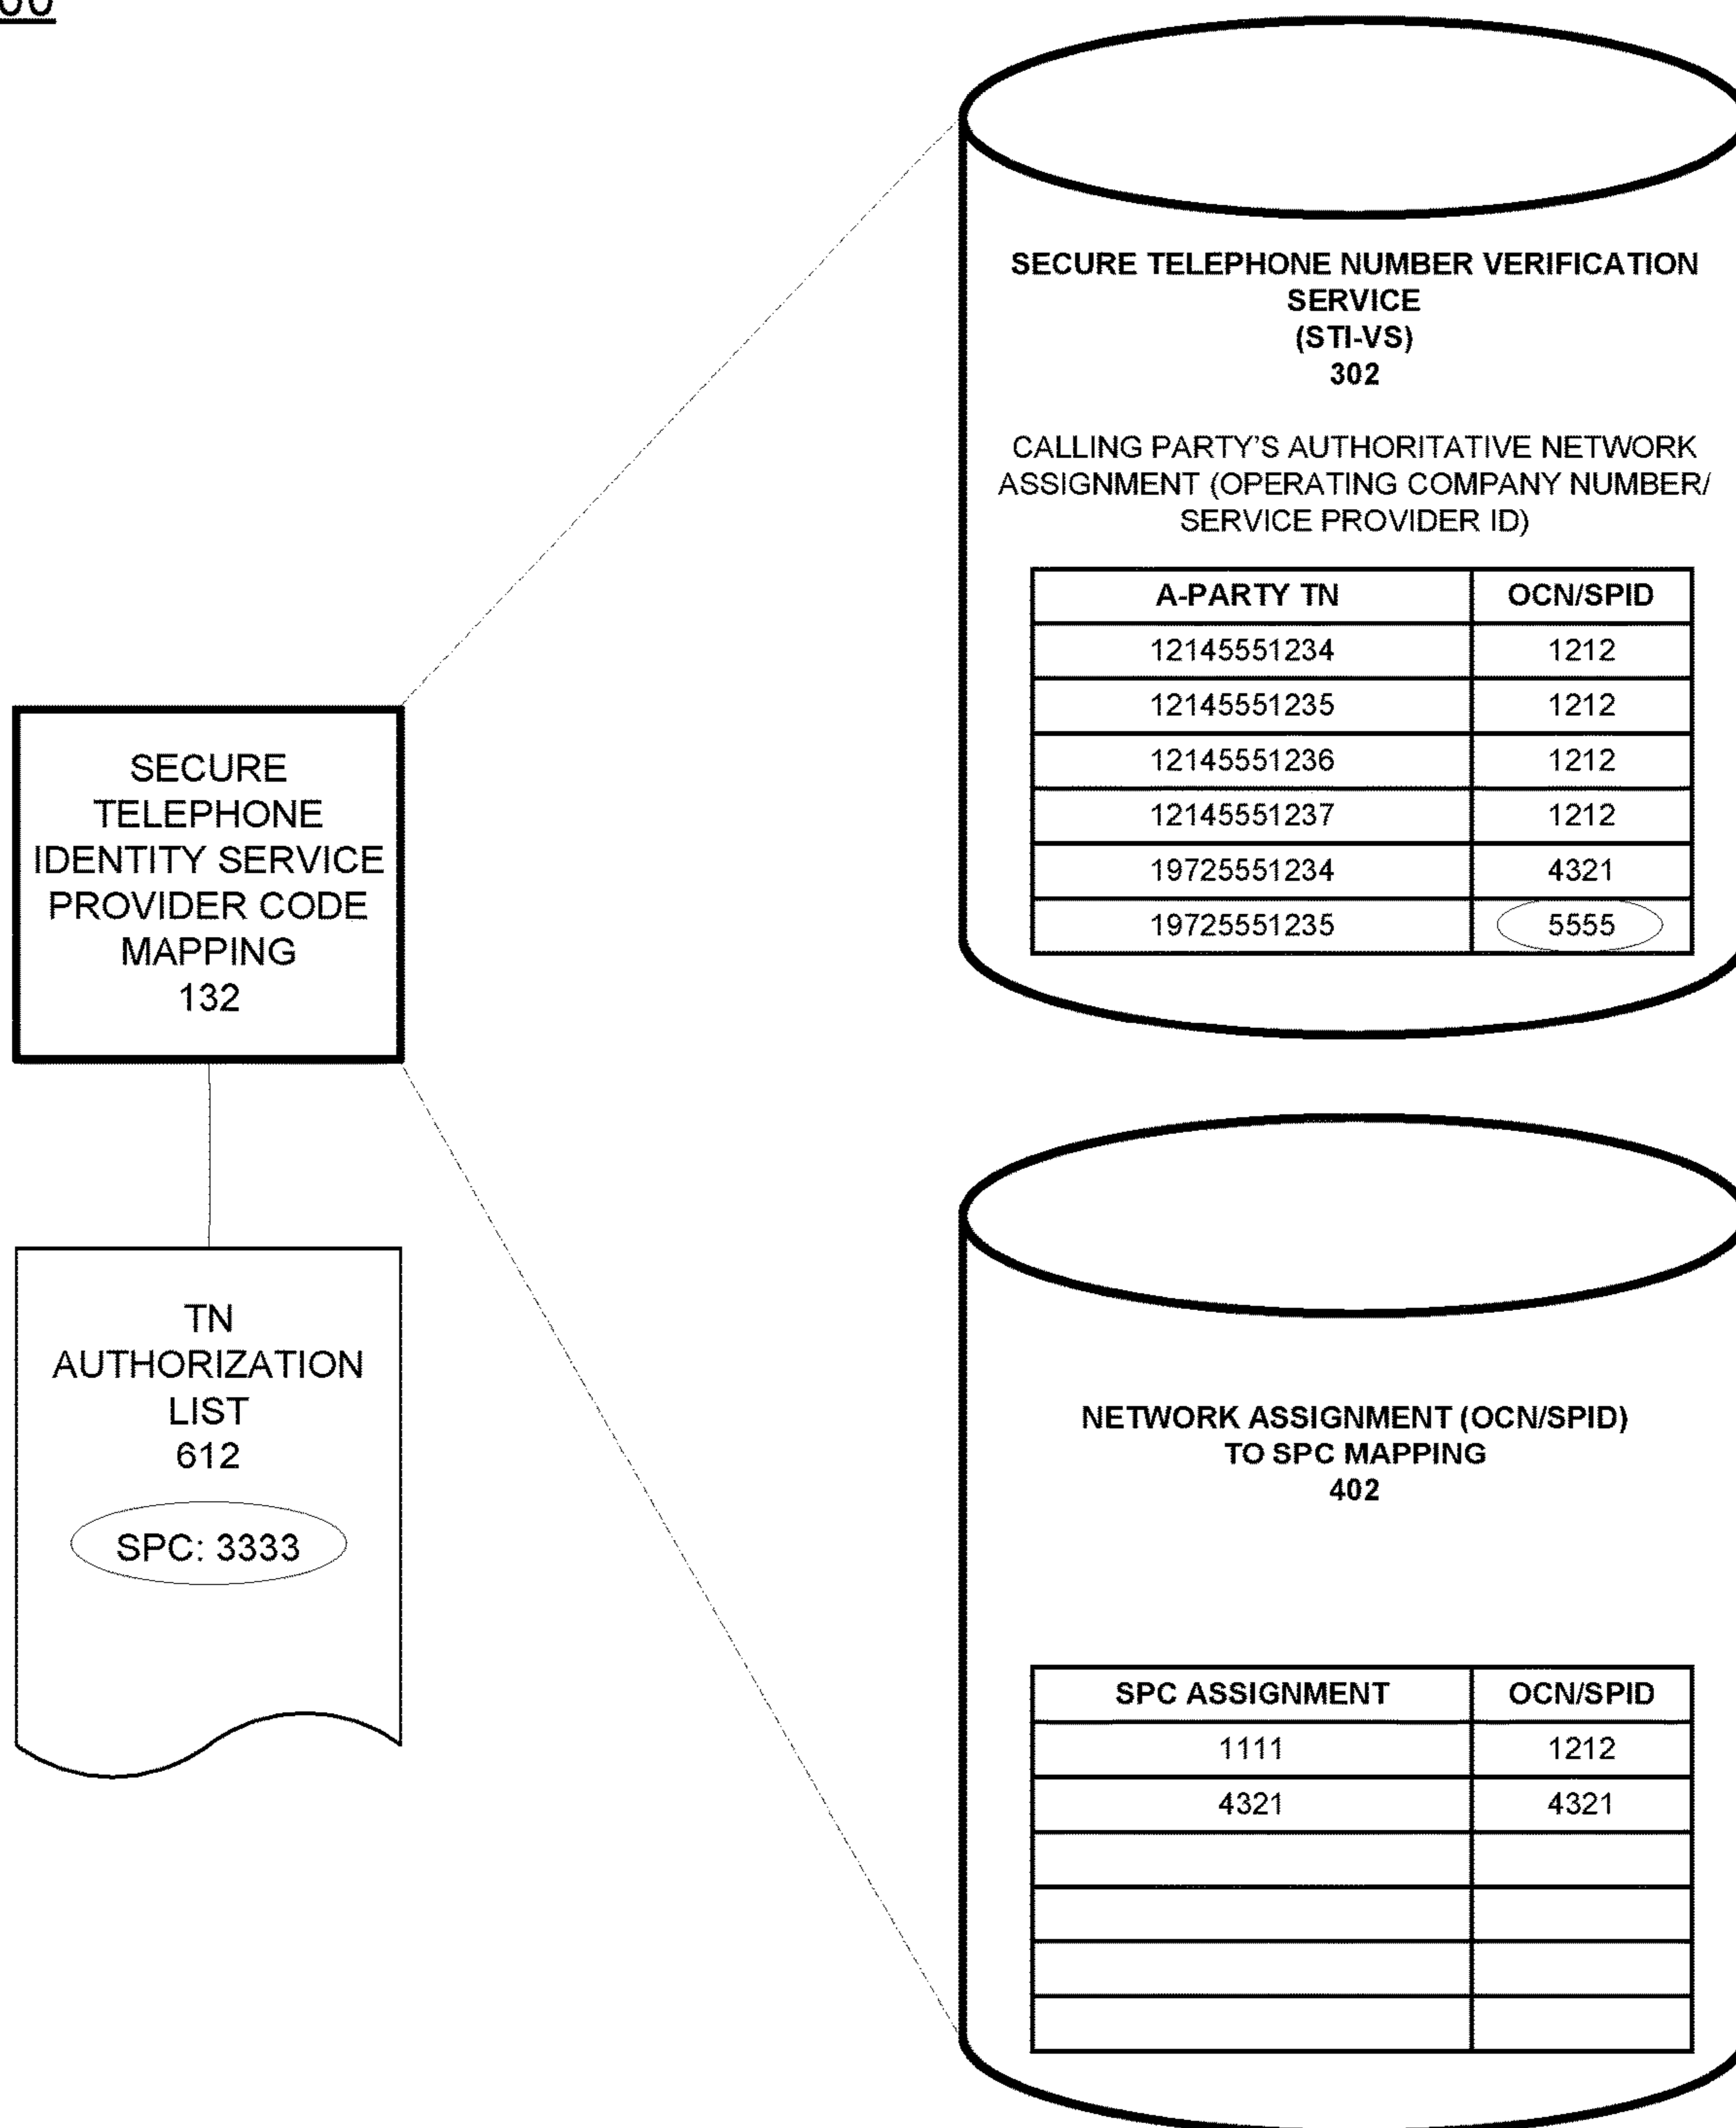 SECURE TELEPHONE NUMBER VERIFICATION
SERVICE
(STI-VS)
302
CALLING PARTY'S AUTHORITATIVE NETWORK
ASSIGNMENT (OPERATING COMPANY NUMBER/
SERVICE PROVIDER ID)
A-PARTY TN OCN/SPID
12145551234 1212
12145551235 1212
12145551236 1212
12145551237 1212
19725551234 4321
19725551235 5555
SECURE
TELEPHONE
IDENTITY SERVICE
PROVIDER CODE
MAPPING
132
TN
AUTHORIZATION
LIST
612
SPC: 3333
NETWORK ASSIGNMENT (OCN/SPID)
TO SPC MAPPING
402
SPC ASSIGNMENT OCN/SPID
1111 1212
4321 4321